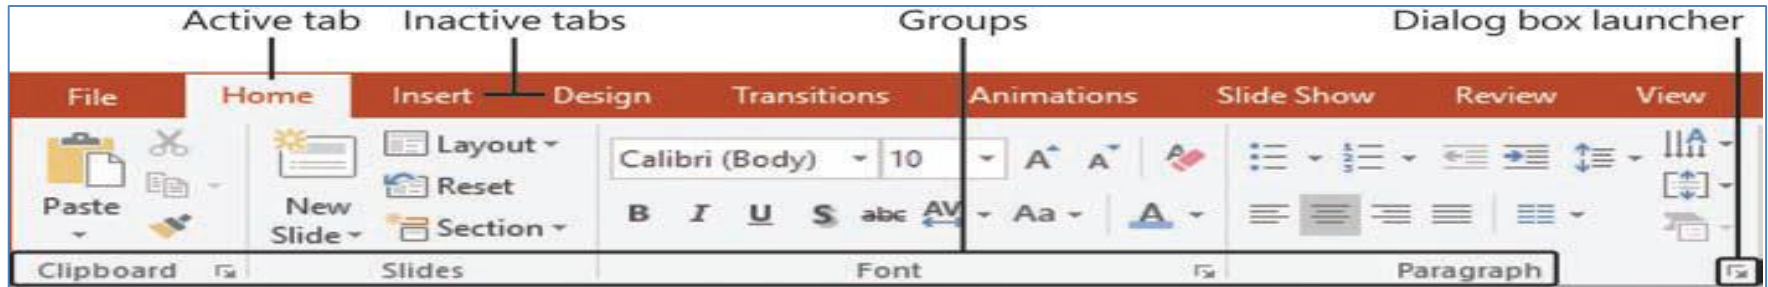 Active tab Inactive tabs Groups Dialog box launcher
File Home Insert Design Transitions Animations Slide Show Review View
Layout
Calibri (Body) 10 A A
Reset
Paste New B I U S abc AV Aa A
Slide Section
Clipboard Slides Font Paragraph